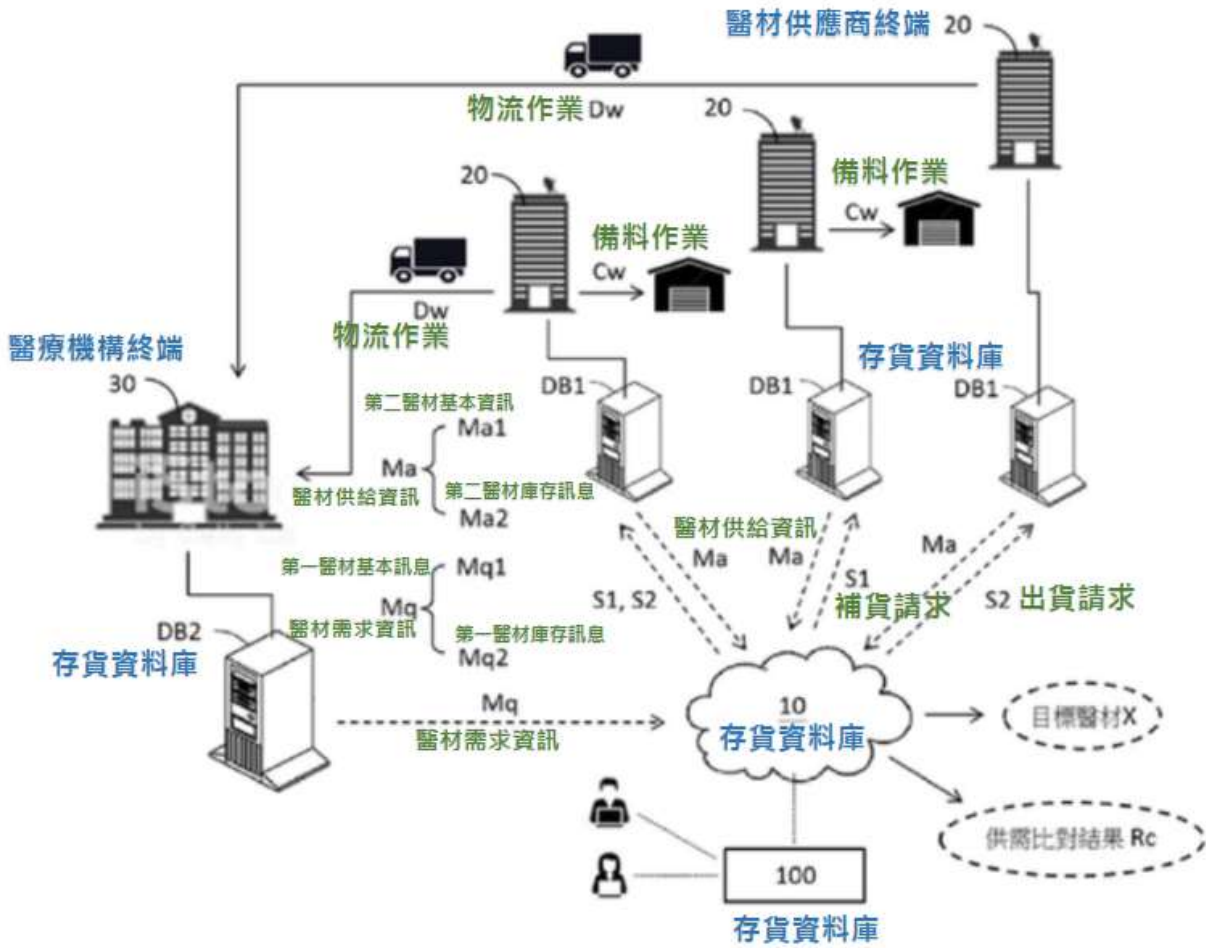 醫材供應商終端 20
物流作業 Dw
20
20
備料作業
Cw
備料作業
Cw
Dw
物流作業
醫療機構終端
30
存貨資料庫
DB1
DB1
DB1
第二醫材基本資訊
Ma1
Ma
醫材供給資訊
第二醫材庫存訊息
Ma2
醫材供給資訊
Ma
Ma
Ma
第一醫材基本訊息
Mq1
Mq
醫材需求資訊
第一醫材庫存訊息
Mq2
S1, S2
S1
補貨請求
S2 出貨請求
DB2
存貨資料庫
Mq
醫材需求資訊
10
存貨資料庫
目標醫材X
供需比對結果 Rc
100
存貨資料庫